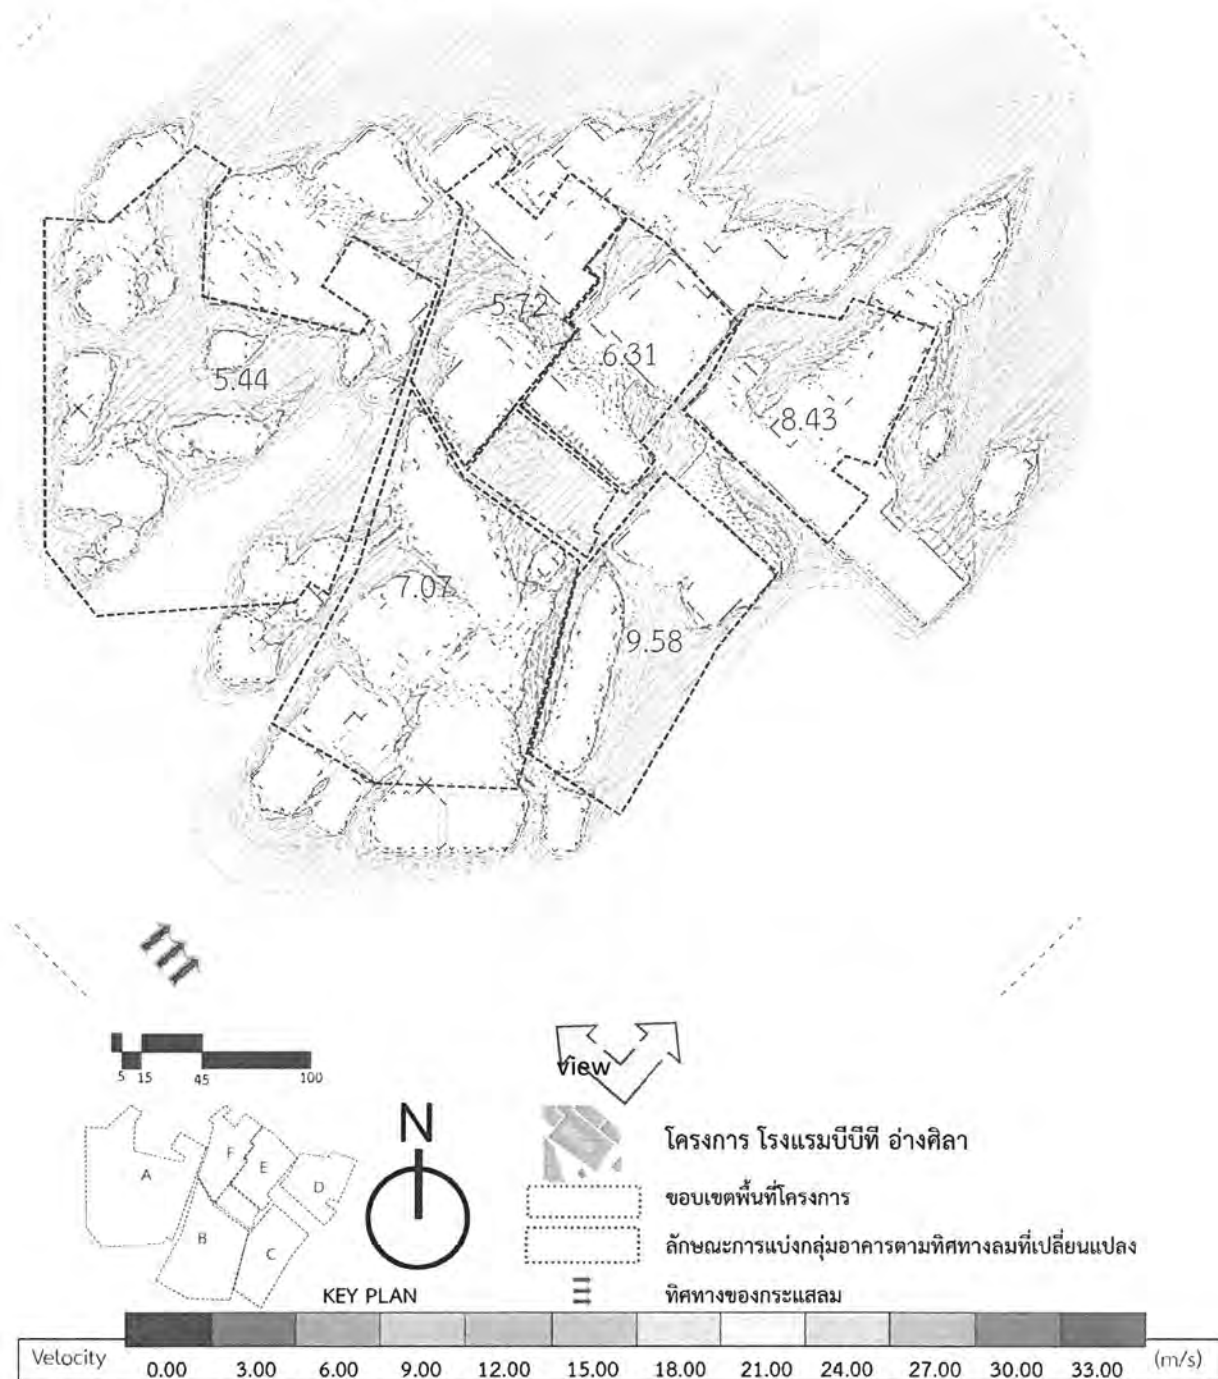 5.72
6.31
5.44
8.43
7.07
9.58
5 15 45 100
view
N
A
F
E
D
B
C
KEY PLAN
โครงการ โรงแรมบีบีที อ่างศิลา
ขอบเขตพื้นที่โครงการ
ลักษณะการแบ่งกลุ่มอาคารตามทิศทางลมที่เปลี่ยนแปลง
ทิศทางของกระแสลม
Velocity 0.00 3.00 6.00 9.00 12.00 15.00 18.00 21.00 24.00 27.00 30.00 33.00 (m/s)